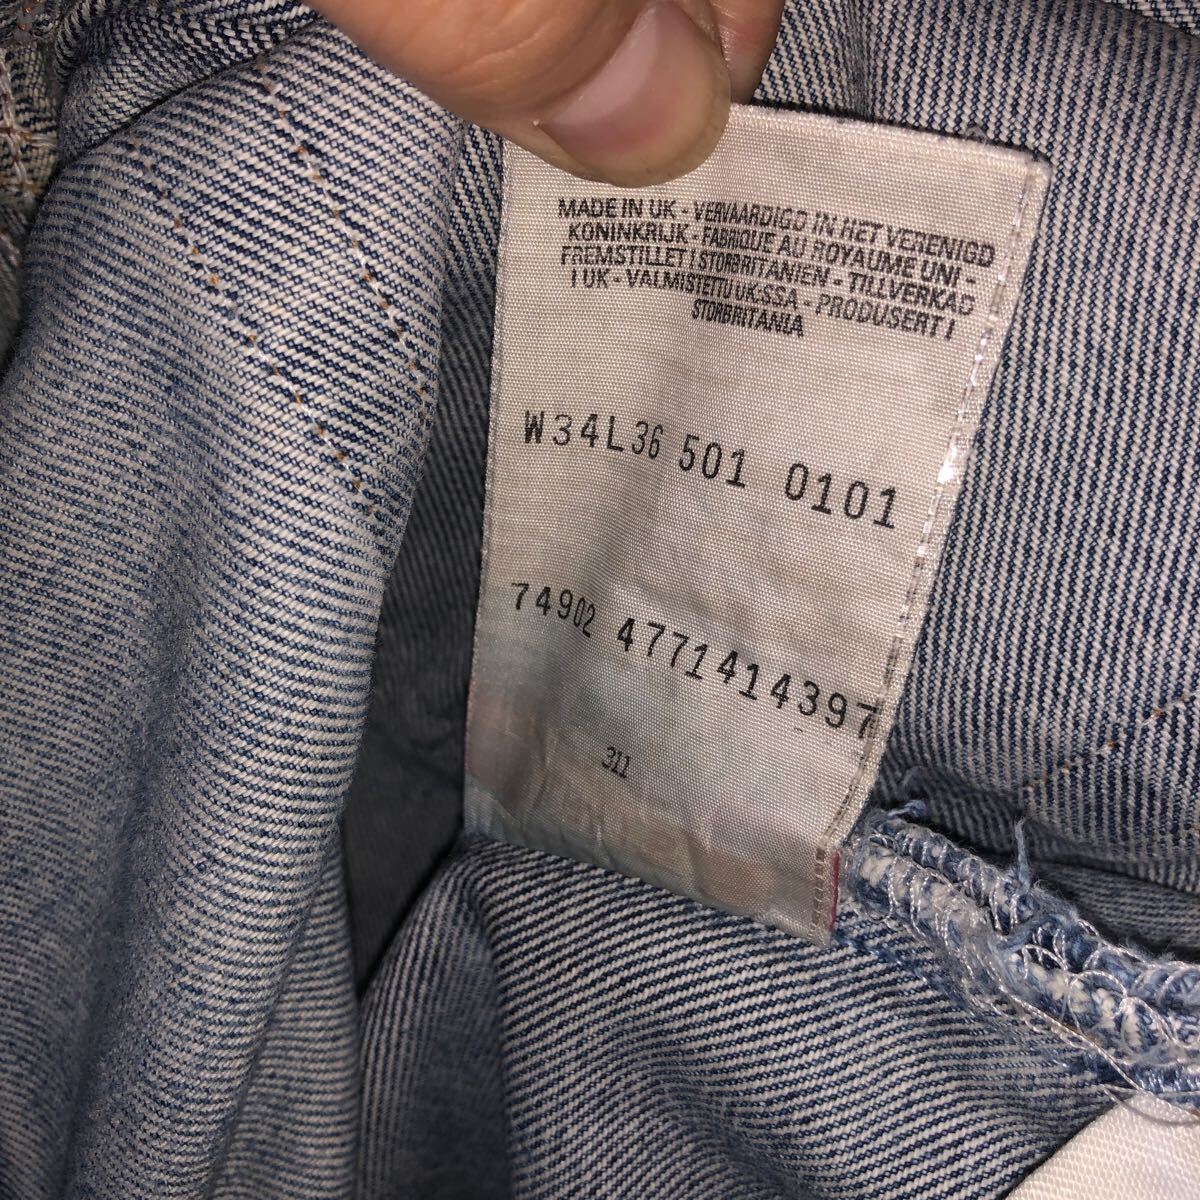 MADE IN UK - VERVAARDIGD IN HET VERENIGD
KONINKRIJK - FABRIQUE AU ROYAUME UNI -
FREMSTILLET I STORBRITANIEN - TILLVERKAD
I UK - VALMISTETTU UK:SSA - PRODUSERT I
STORBRITANIA
W34L36 501 0101
74902 4771414397
311